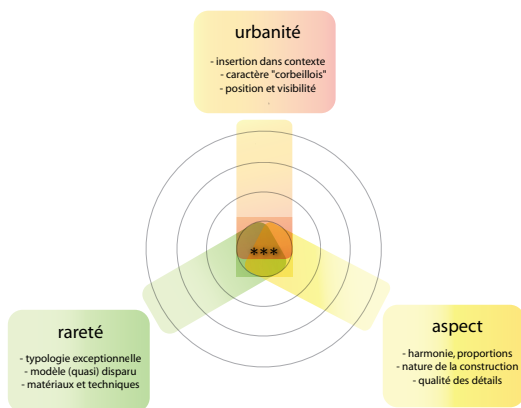 urbanité
- insertion dans contexte
- caractère "corbeillois"
- position et visibilité
-
***
rareté
- typologie exceptionnelle
- modèle (quasi) disparu
- matériaux et techniques
aspect
- harmonie, proportions
- nature de la construction
- qualité des détails